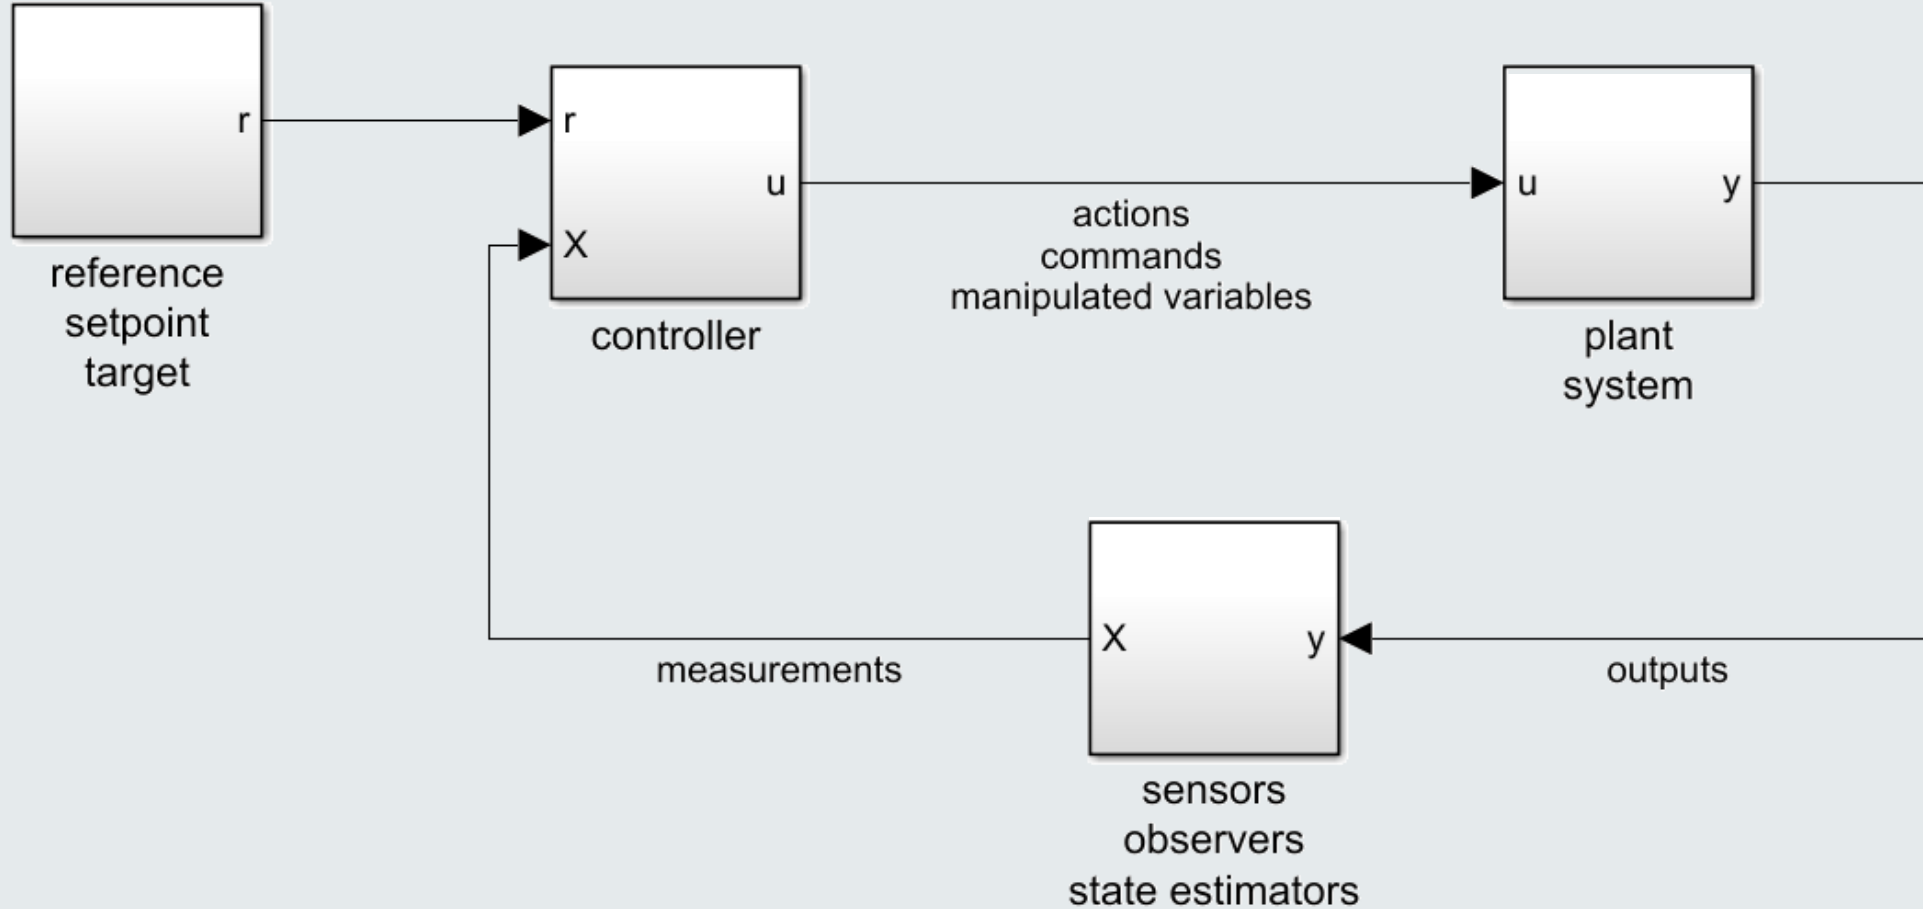 r
reference
setpoint
target
r
X
u
controller
actions
commands
manipulated variables
u
y
plant
system
measurements
X
y
sensors
observers
state estimators
outputs